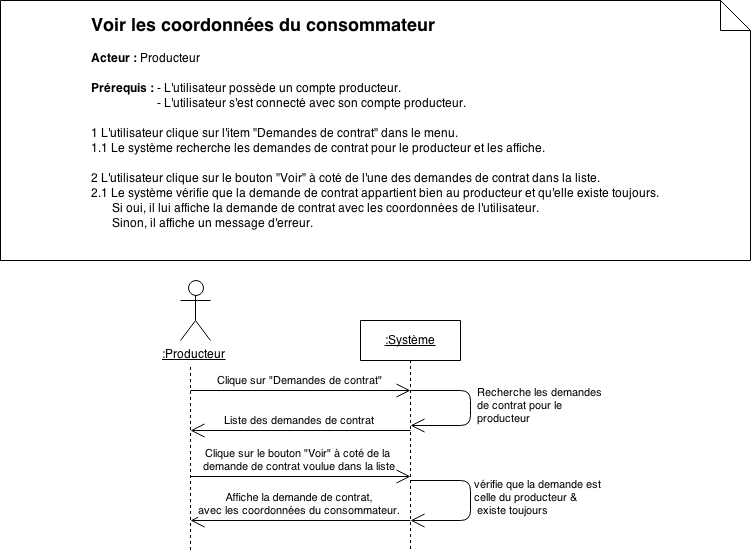 Voir les coordonnées du consommateur
Acteur : Producteur
Prérequis : - L'utilisateur possède un compte producteur.
- L'utilisateur s'est connecté avec son compte producteur.
1 L'utilisateur clique sur l'item "Demandes de contrat" dans le menu.
1.1 Le système recherche les demandes de contrat pour le producteur et les affiche.
2 L'utilisateur clique sur le bouton "Voir" à coté de l'une des demandes de contrat dans la liste.
2.1 Le système vérifie que la demande de contrat appartient bien au producteur et qu'elle existe toujours.
Si oui, il lui affiche la demande de contrat avec les coordonnées de l'utilisateur.
Sinon, il affiche un message d'erreur.
:Producteur
:Système
Clique sur "Demandes de contrat"
Recherche les demandes
de contrat pour le
producteur
Liste des demandes de contrat
Clique sur le bouton "Voir" à coté de la
demande de contrat voulue dans la liste
vérifie que la demande est
celle du producteur &
existe toujours
Affiche la demande de contrat,
avec les coordonnées du consommateur.